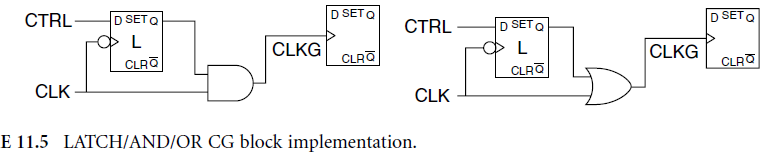 CTRL
D SET Q
L
CLR Q
CLK
CLKG
D SET Q
CLR Q
CTRL
D SET Q
L
CLR Q
CLK
CLKG
D SET Q
CLR Q
E 11.5 LATCH/AND/OR CG block implementation.